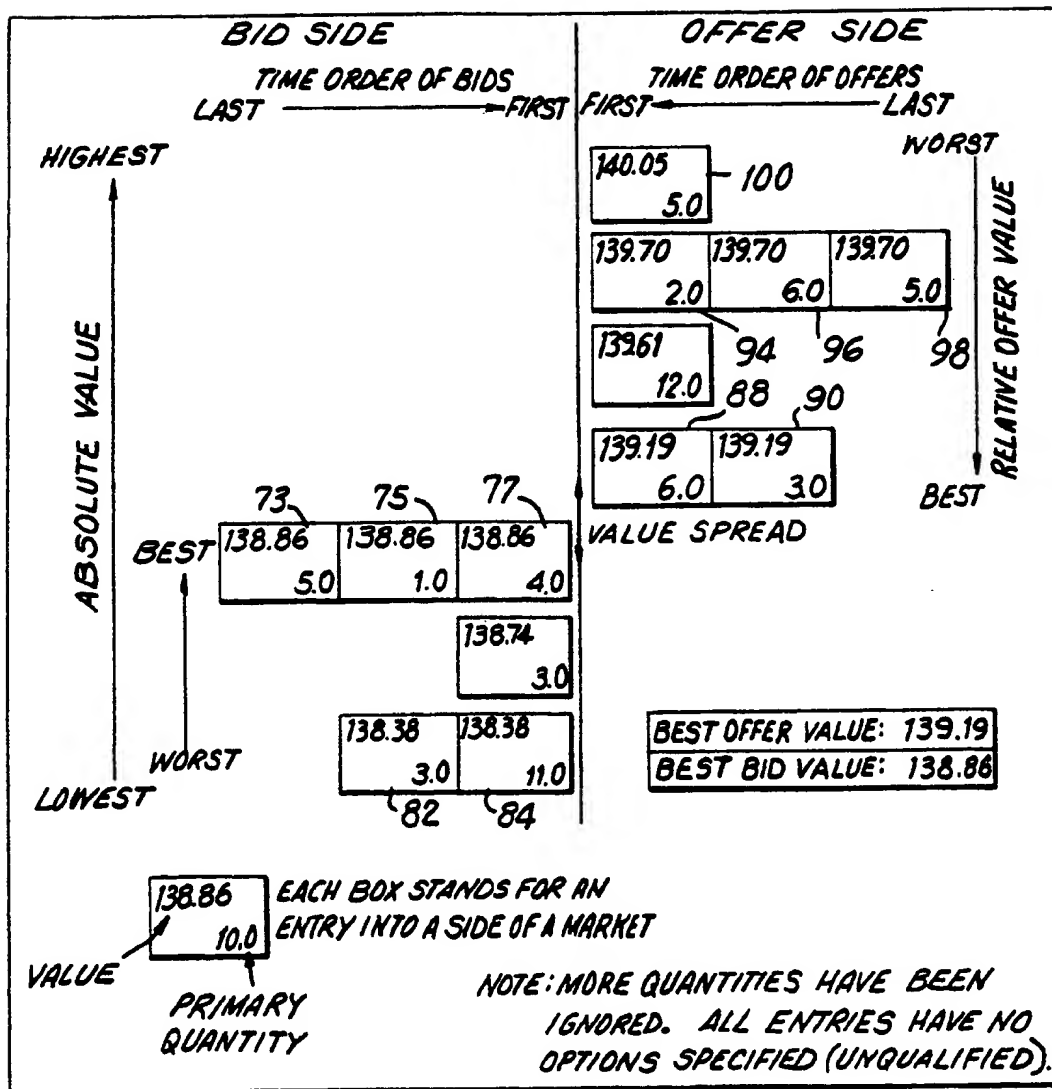 BID SIDE
OFFER SIDE
TIME ORDER OF BIDS
LAST
FIRST
TIME ORDER OF OFFERS
FIRST
LAST
HIGHEST
ABSOLUTE VALUE
LOWEST
WORST
RELATIVE OFFER VALUE
BEST
140.05
5.0
100
139.70
2.0
139.70
6.0
139.70
5.0
94
96
98
139.61
12.0
88
90
139.19
6.0
139.19
3.0
VALUE SPREAD
73
75
77
BEST
WORST
138.86
5.0
138.86
1.0
138.86
4.0
138.74
3.0
138.38
3.0
138.38
11.0
82
84
BEST OFFER VALUE: 139.19
BEST BID VALUE: 138.86
138.86
10.0
VALUE
PRIMARY
QUANTITY
EACH BOX STANDS FOR AN
ENTRY INTO A SIDE OF A MARKET
NOTE: MORE QUANTITIES HAVE BEEN
IGNORED. ALL ENTRIES HAVE NO
OPTIONS SPECIFIED (UNQUALIFIED).